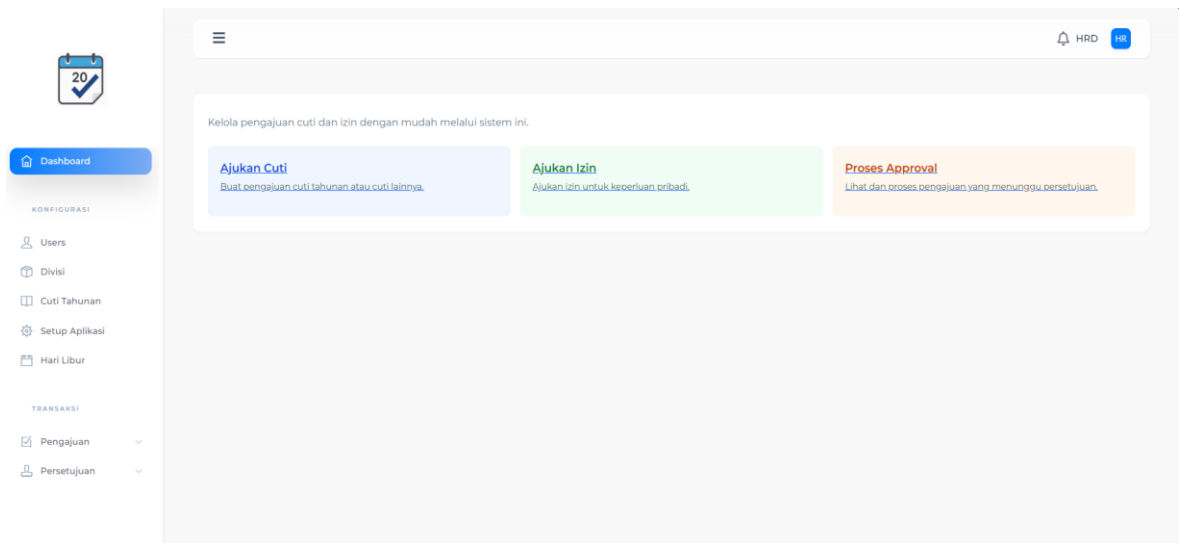 20
HRD HR
Dashboard
KONFIGURASI
Users
Divisi
Cuti Tahunan
Setup Aplikasi
Hari Libur
TRANSAKSI
Pengajuan
Persetujuan
Kelola pengajuan cuti dan izin dengan mudah melalui sistem ini.
Ajukan Cuti
Buat pengajuan cuti tahunan atau cuti lainnya.
Ajukan Izin
Ajukan izin untuk keperluan pribadi.
Proses Approval
Lihat dan proses pengajuan yang menunggu persetujuan.